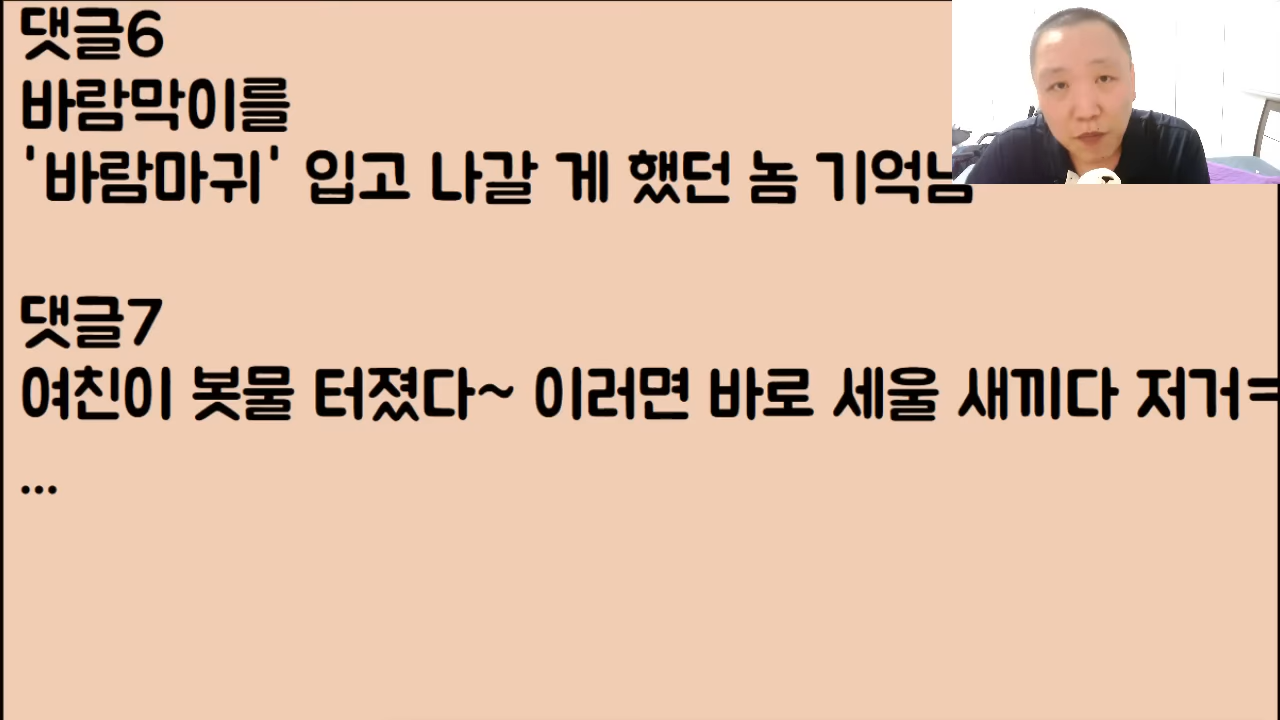 댓글6
바람막이를
'바람마귀' 입고 나갈 게 했던 놈 기억님
댓글7
여친이 봇물 터졌다~ 이러면 바로 세울 새끼다 저거ㅋ
...